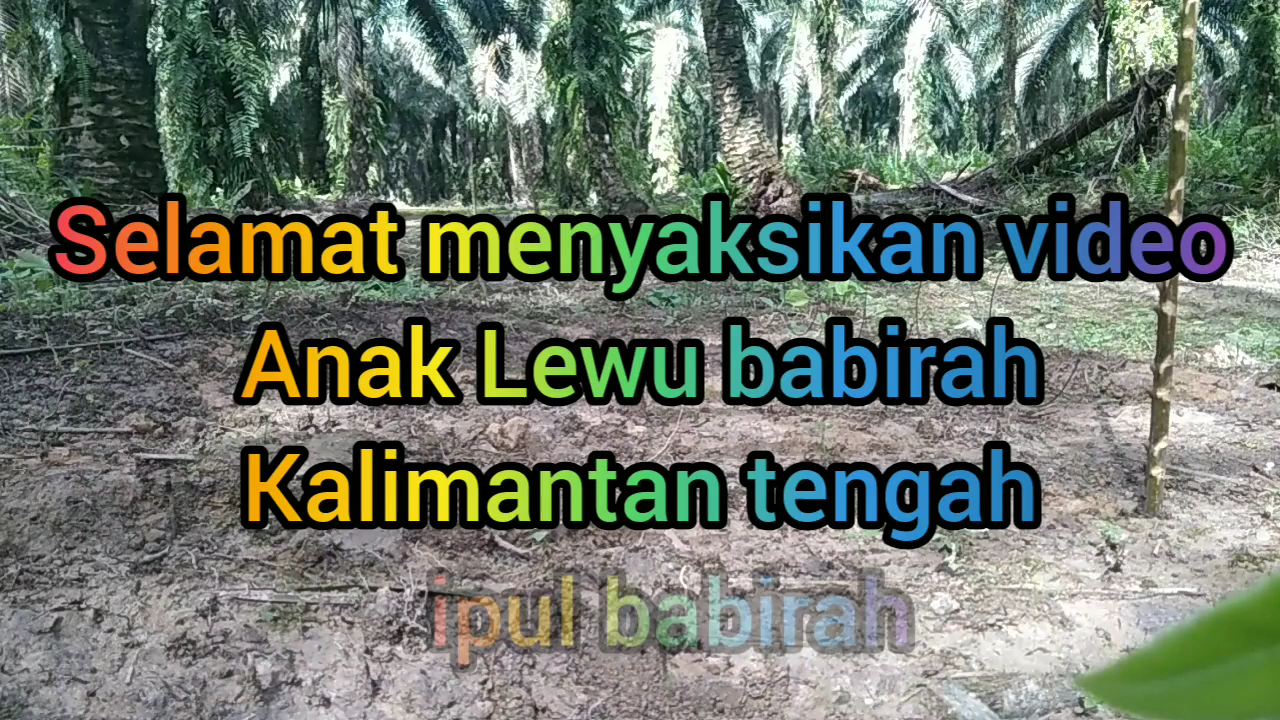 Selamat menyaksikan video
Anak Lewu babirah
Kalimantan tengah
ipul babirah